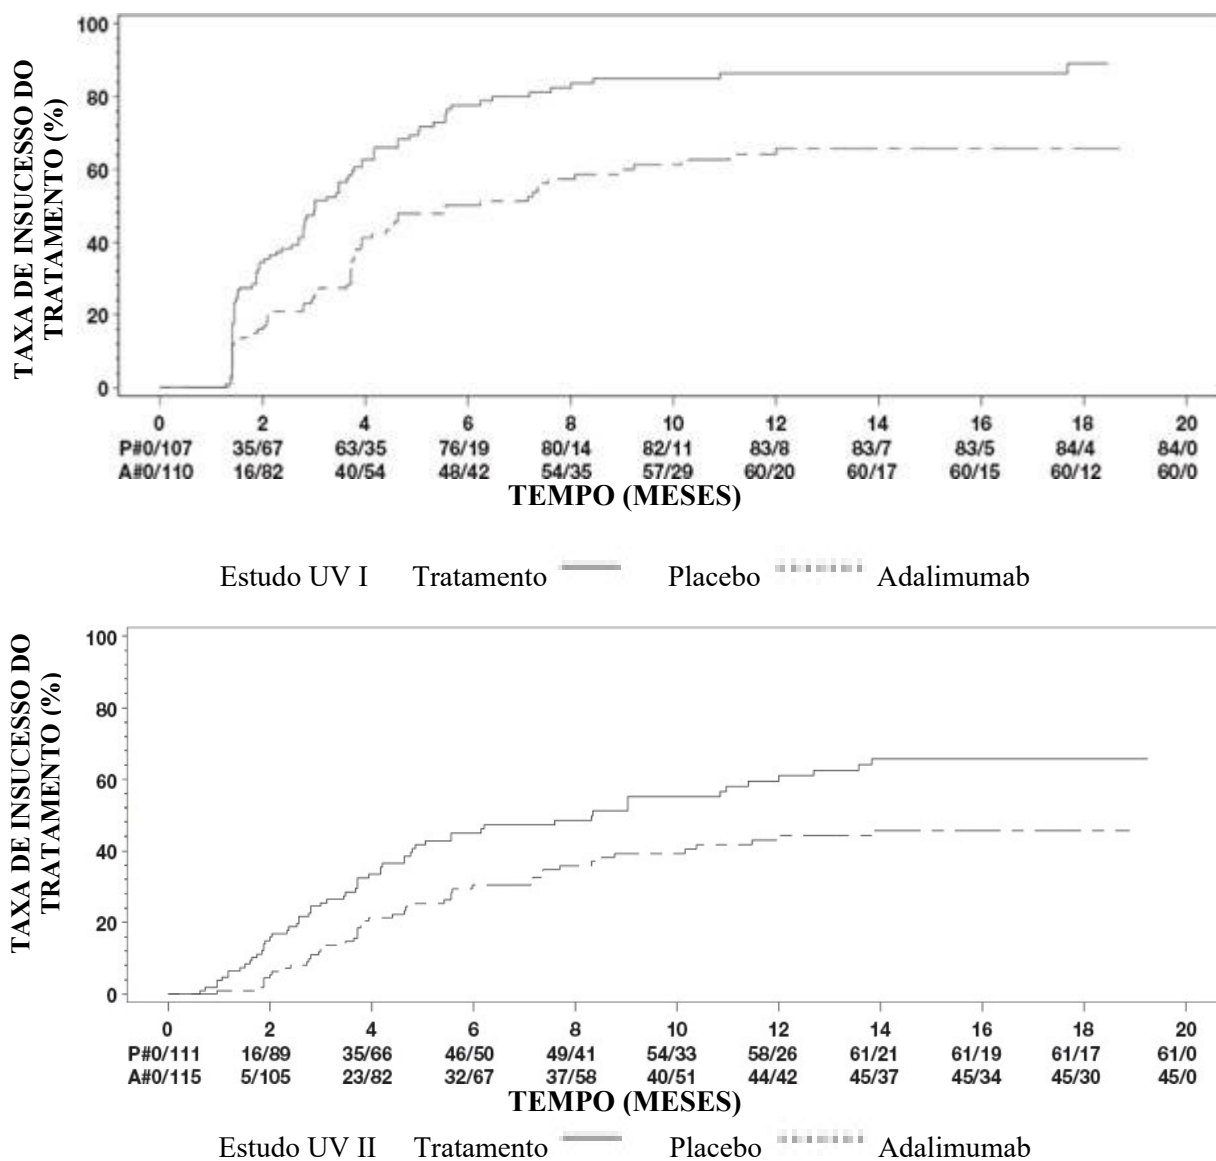 TAXA DE INSUCESSO DO
TRATAMENTO (%)
100
80
60
40
20
0
0 2 4 6 8 10 12 14 16 18 20
P#0/107 35/67 63/35 76/19 80/14 82/11 83/8 83/7 83/5 84/4 84/0
A#0/110 16/82 40/54 48/42 54/35 57/29 60/20 60/17 60/15 60/12 60/0
TEMPO (MESES)
Estudo UV I Tratamento Placebo Adalimumab
TAXA DE INSUCESSO DO
TRATAMENTO (%)
100
80
60
40
20
0
0 2 4 6 8 10 12 14 16 18 20
P#0/111 16/89 35/66 46/50 49/41 54/33 58/26 61/21 61/19 61/17 61/0
A#0/115 5/105 23/82 32/67 37/58 40/51 44/42 45/37 45/34 45/30 45/0
TEMPO (MESES)
Estudo UV II Tratamento Placebo Adalimumab